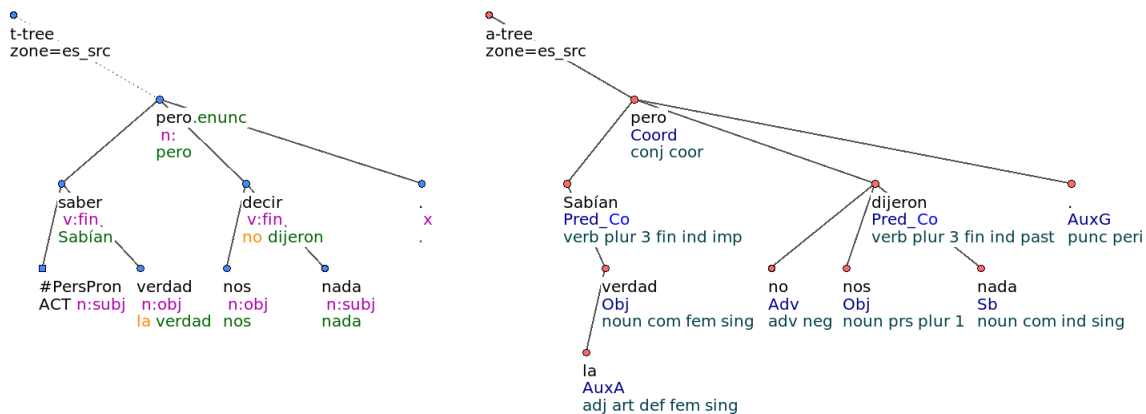 t-tree
zone=es_src
pero.enunc
n:
pero
saber
v:fin
Sabían
decir
v:fin
no dijeron
.
x
.
#PersPron
ACT n:subj
verdad
n:obj
la verdad
nos
n:obj
nos
nada
n:subj
nada
a-tree
zone=es_src
pero
Coord
conj coor
Sabían
Pred_Co
verb plur 3 fin ind imp
dijeron
Pred_Co
verb plur 3 fin ind past
.
AuxG
punc peri
verdad
Obj
noun com fem sing
no
Adv
adv neg
nos
Obj
noun prs plur 1
nada
Sb
noun com ind sing
la
AuxA
adj art def fem sing